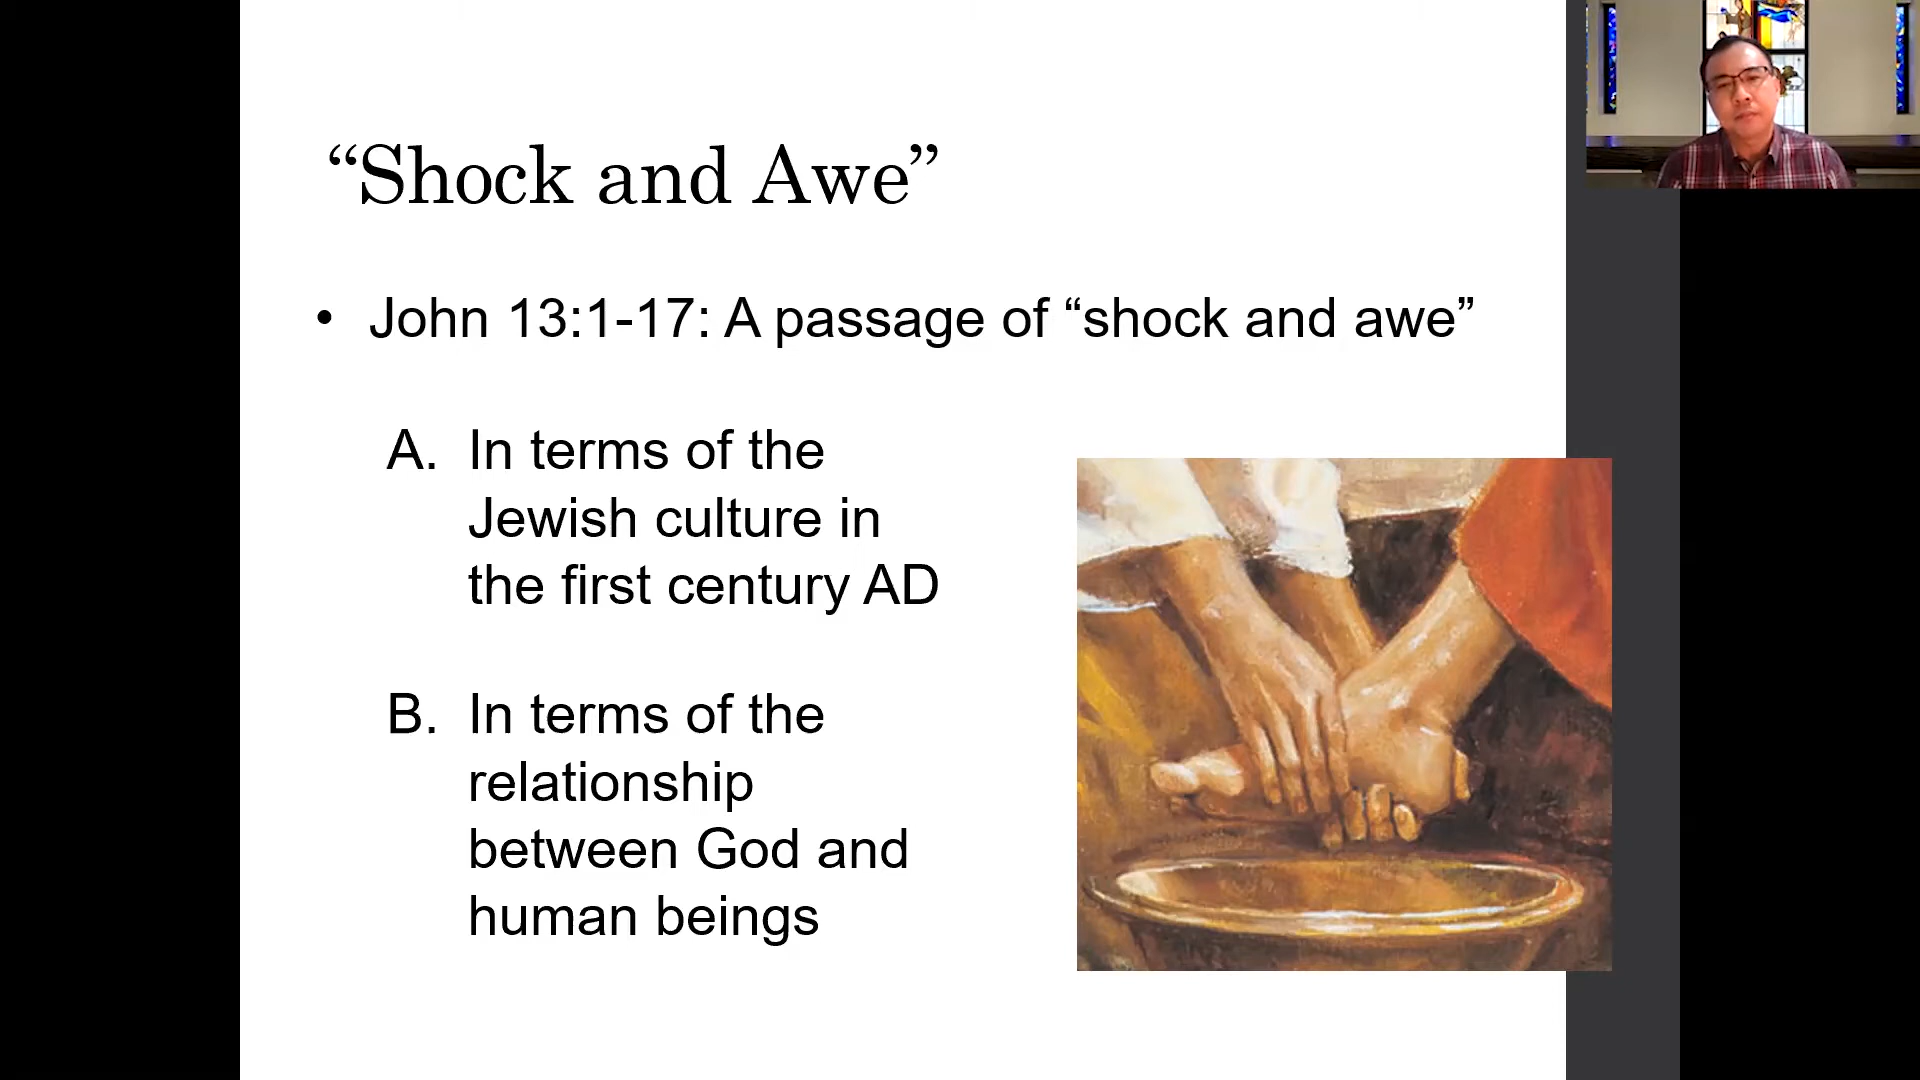 “Shock and Awe”
• John 13:1-17: A passage of “shock and awe”
A. In terms of the
Jewish culture in
the first century AD
B. In terms of the
relationship
between God and
human beings